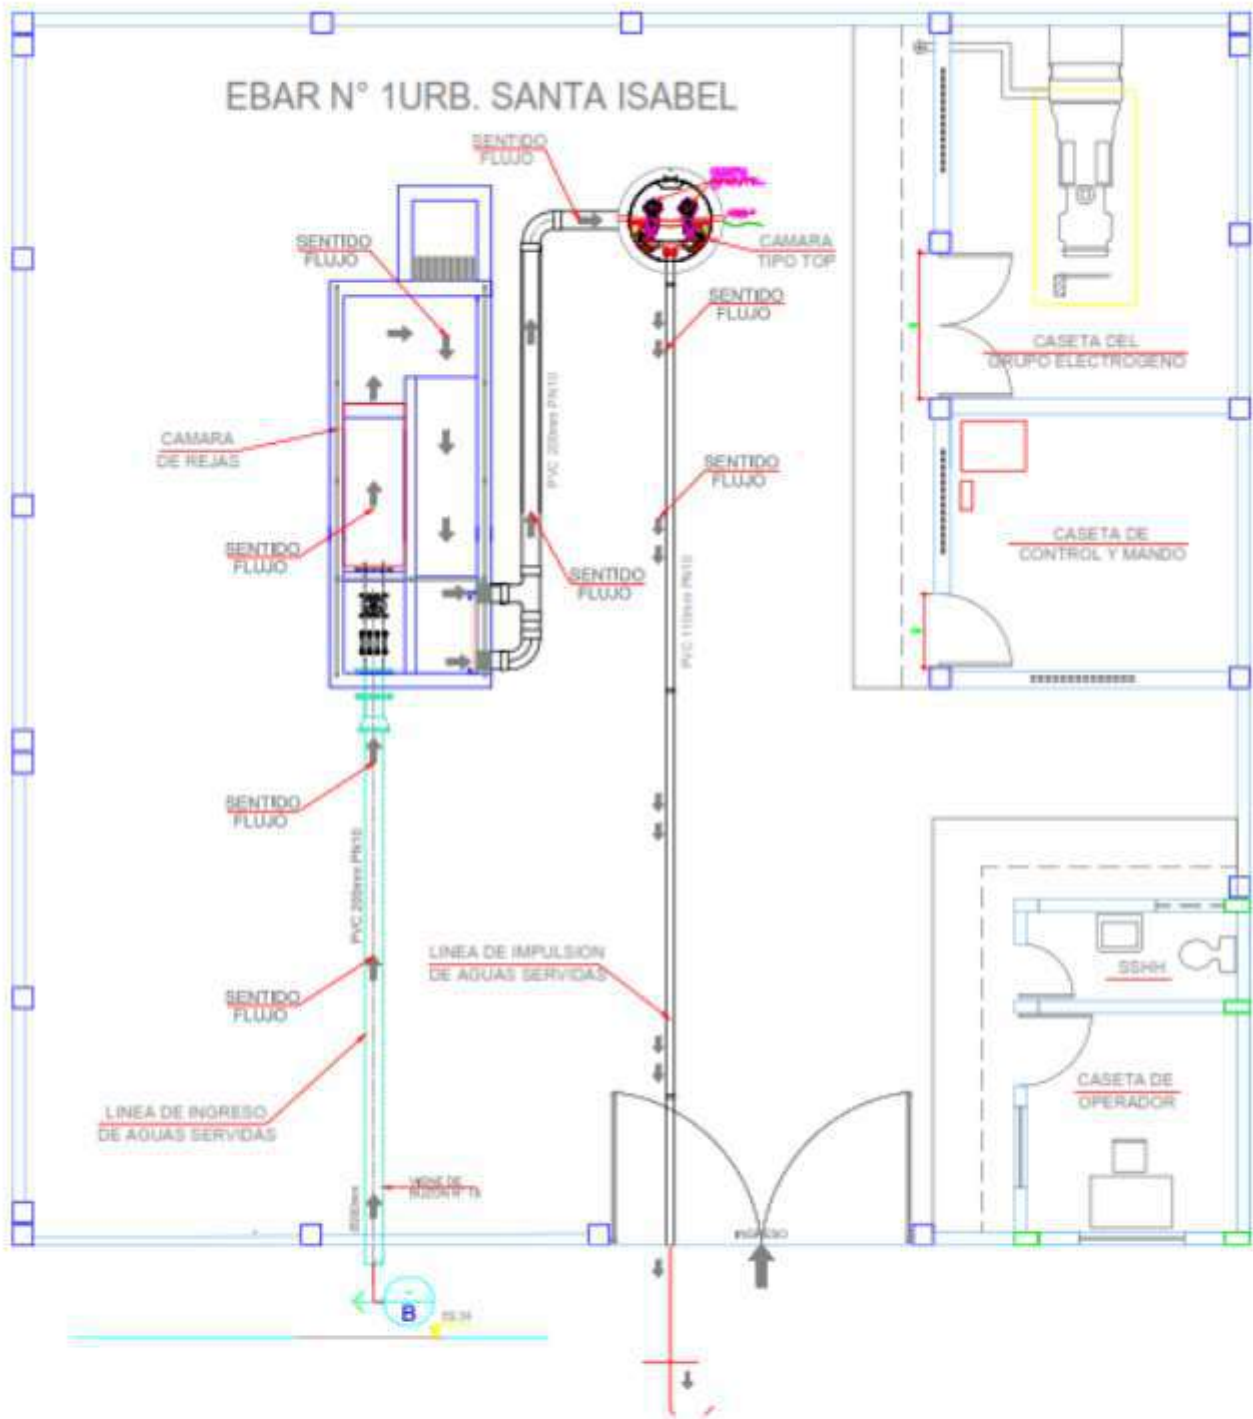 EBAR N° 1URB. SANTA ISABEL
SENTIDO
FLUJO
CAMARA
TIPO TOP
SENTIDO
FLUJO
SENTIDO
FLUJO
CASETA DEL
GRUPO ELECTROGENO
PVC 200mm PN10
CAMARA
DE REJAS
SENTIDO
FLUJO
SENTIDO
FLUJO
SENTIDO
FLUJO
CASETA DE
CONTROL Y MANDO
PVC 110mm PN10
SENTIDO
FLUJO
PVC 200mm PN10
LINEA DE IMPULSION
DE AGUAS SERVIDAS
SSHH
SENTIDO
FLUJO
CASETA DE
OPERADOR
LINEA DE INGRESO
DE AGUAS SERVIDAS
VIENE DE
INGRESO
B